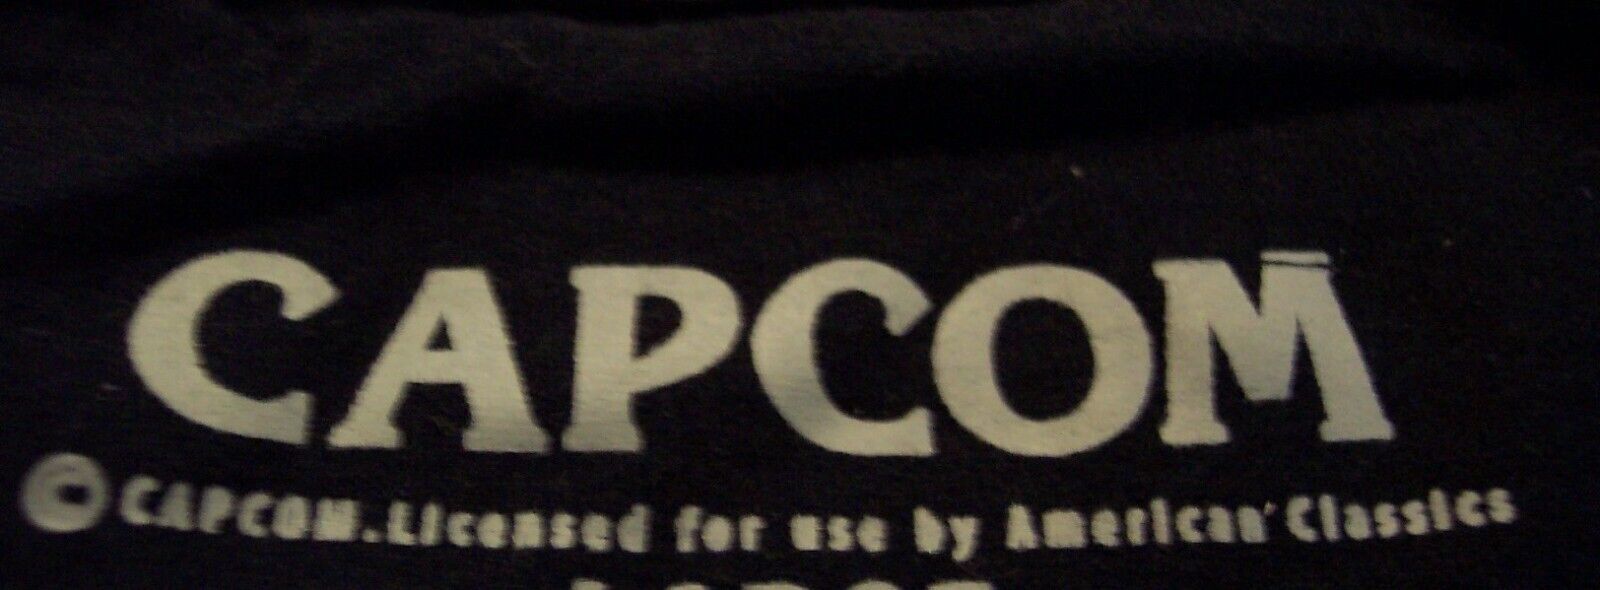 CAPCOM
© CAPCOM. Licensed for use by American Classics